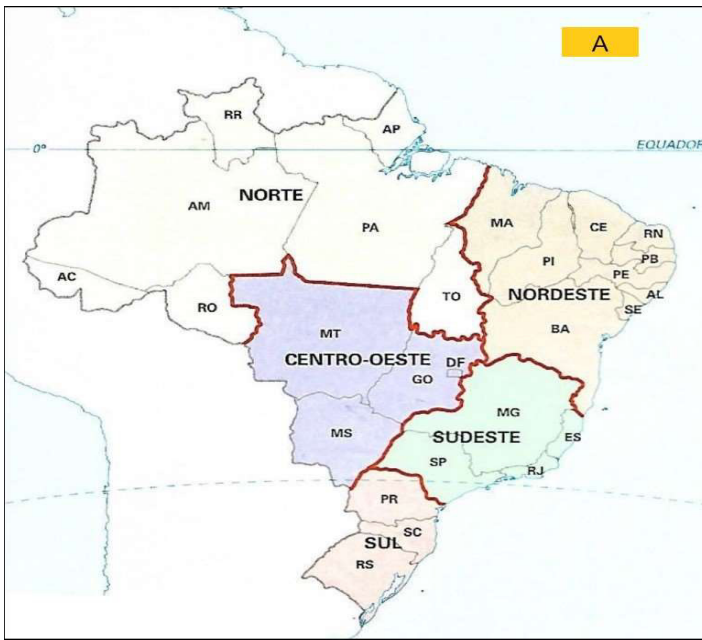 A
RR
AP
0°
EQUADOR
AM
NORTE
PA
MA
CE
RN
PI
PB
PE
AC
TO
NORDESTE
AL
RO
SE
MT
BA
CENTRO-OESTE
DF
GO
MG
MS
SUDESTE
ES
SP
RJ
PR
SC
SUL
RS